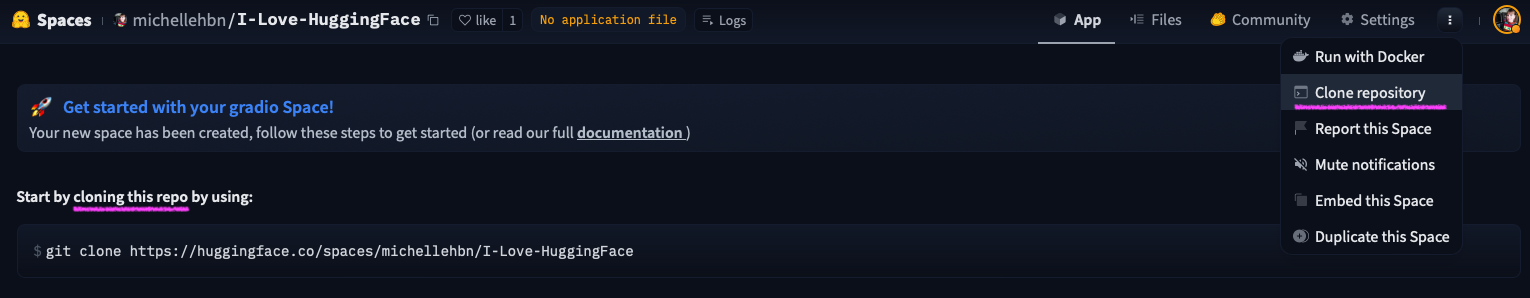 Spaces michellehbn/I-Love-HuggingFace like 1 No application file Logs App Files Community Settings
Run with Docker
Clone repository
Report this Space
Mute notifications
Embed this Space
Duplicate this Space
🚀 Get started with your gradio Space!
Your new space has been created, follow these steps to get started (or read our full documentation )
Start by cloning this repo by using:
$ git clone https://huggingface.co/spaces/michellehbn/I-Love-HuggingFace